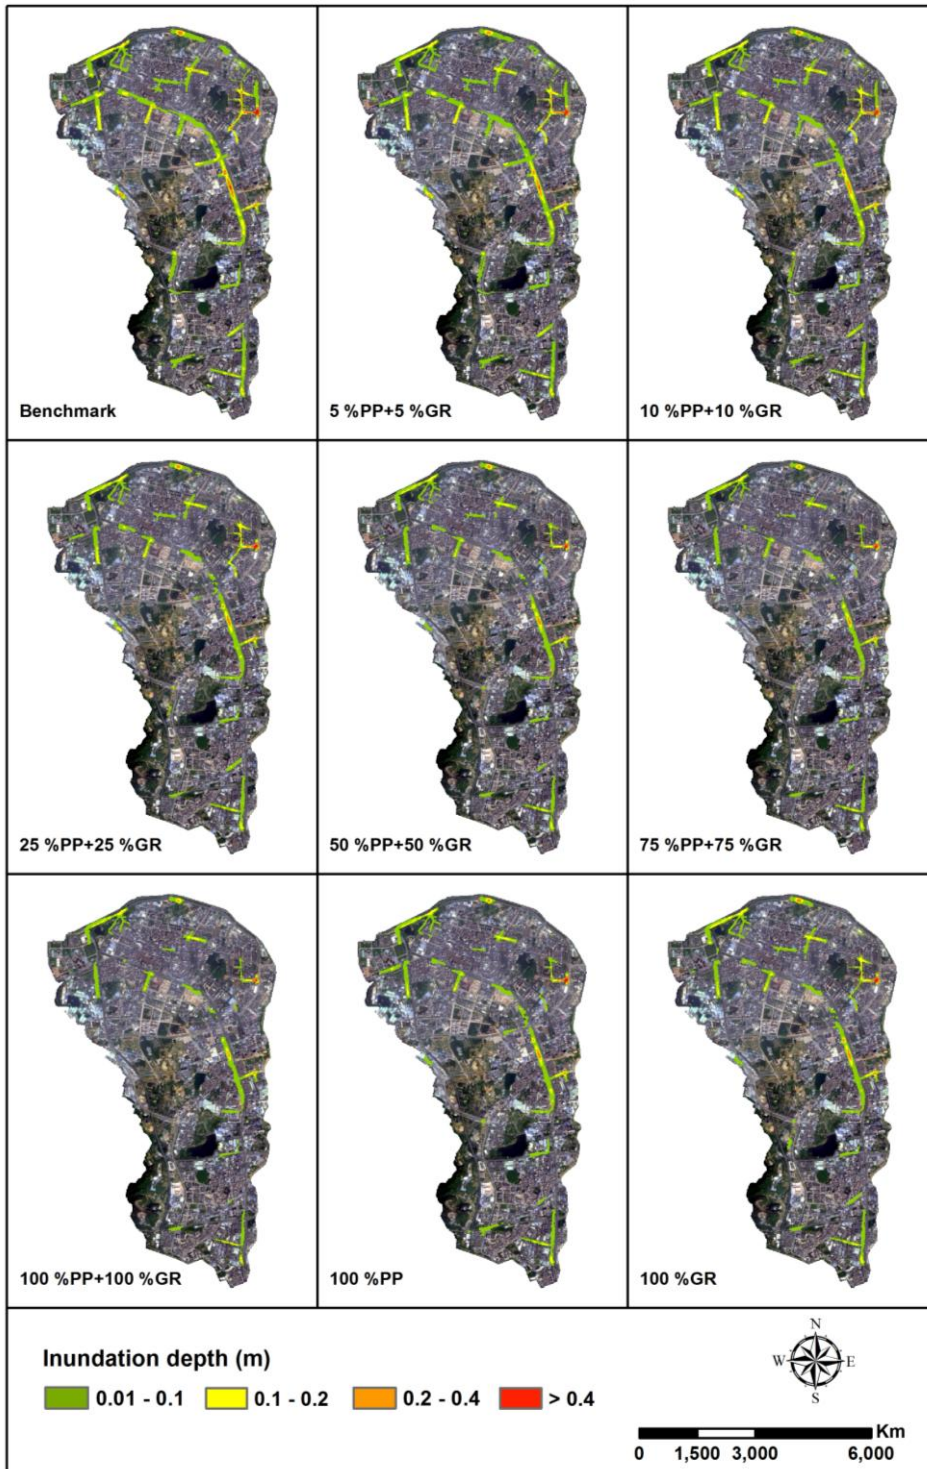 Benchmark
5 %PP+5 %GR
10 %PP+10 %GR
25 %PP+25 %GR
50 %PP+50 %GR
75 %PP+75 %GR
100 %PP+100 %GR
100 %PP
100 %GR
Inundation depth (m)
0.01 - 0.1
0.1 - 0.2
0.2 - 0.4
> 0.4
N
W
E
S
Km
0
1,500
3,000
6,000